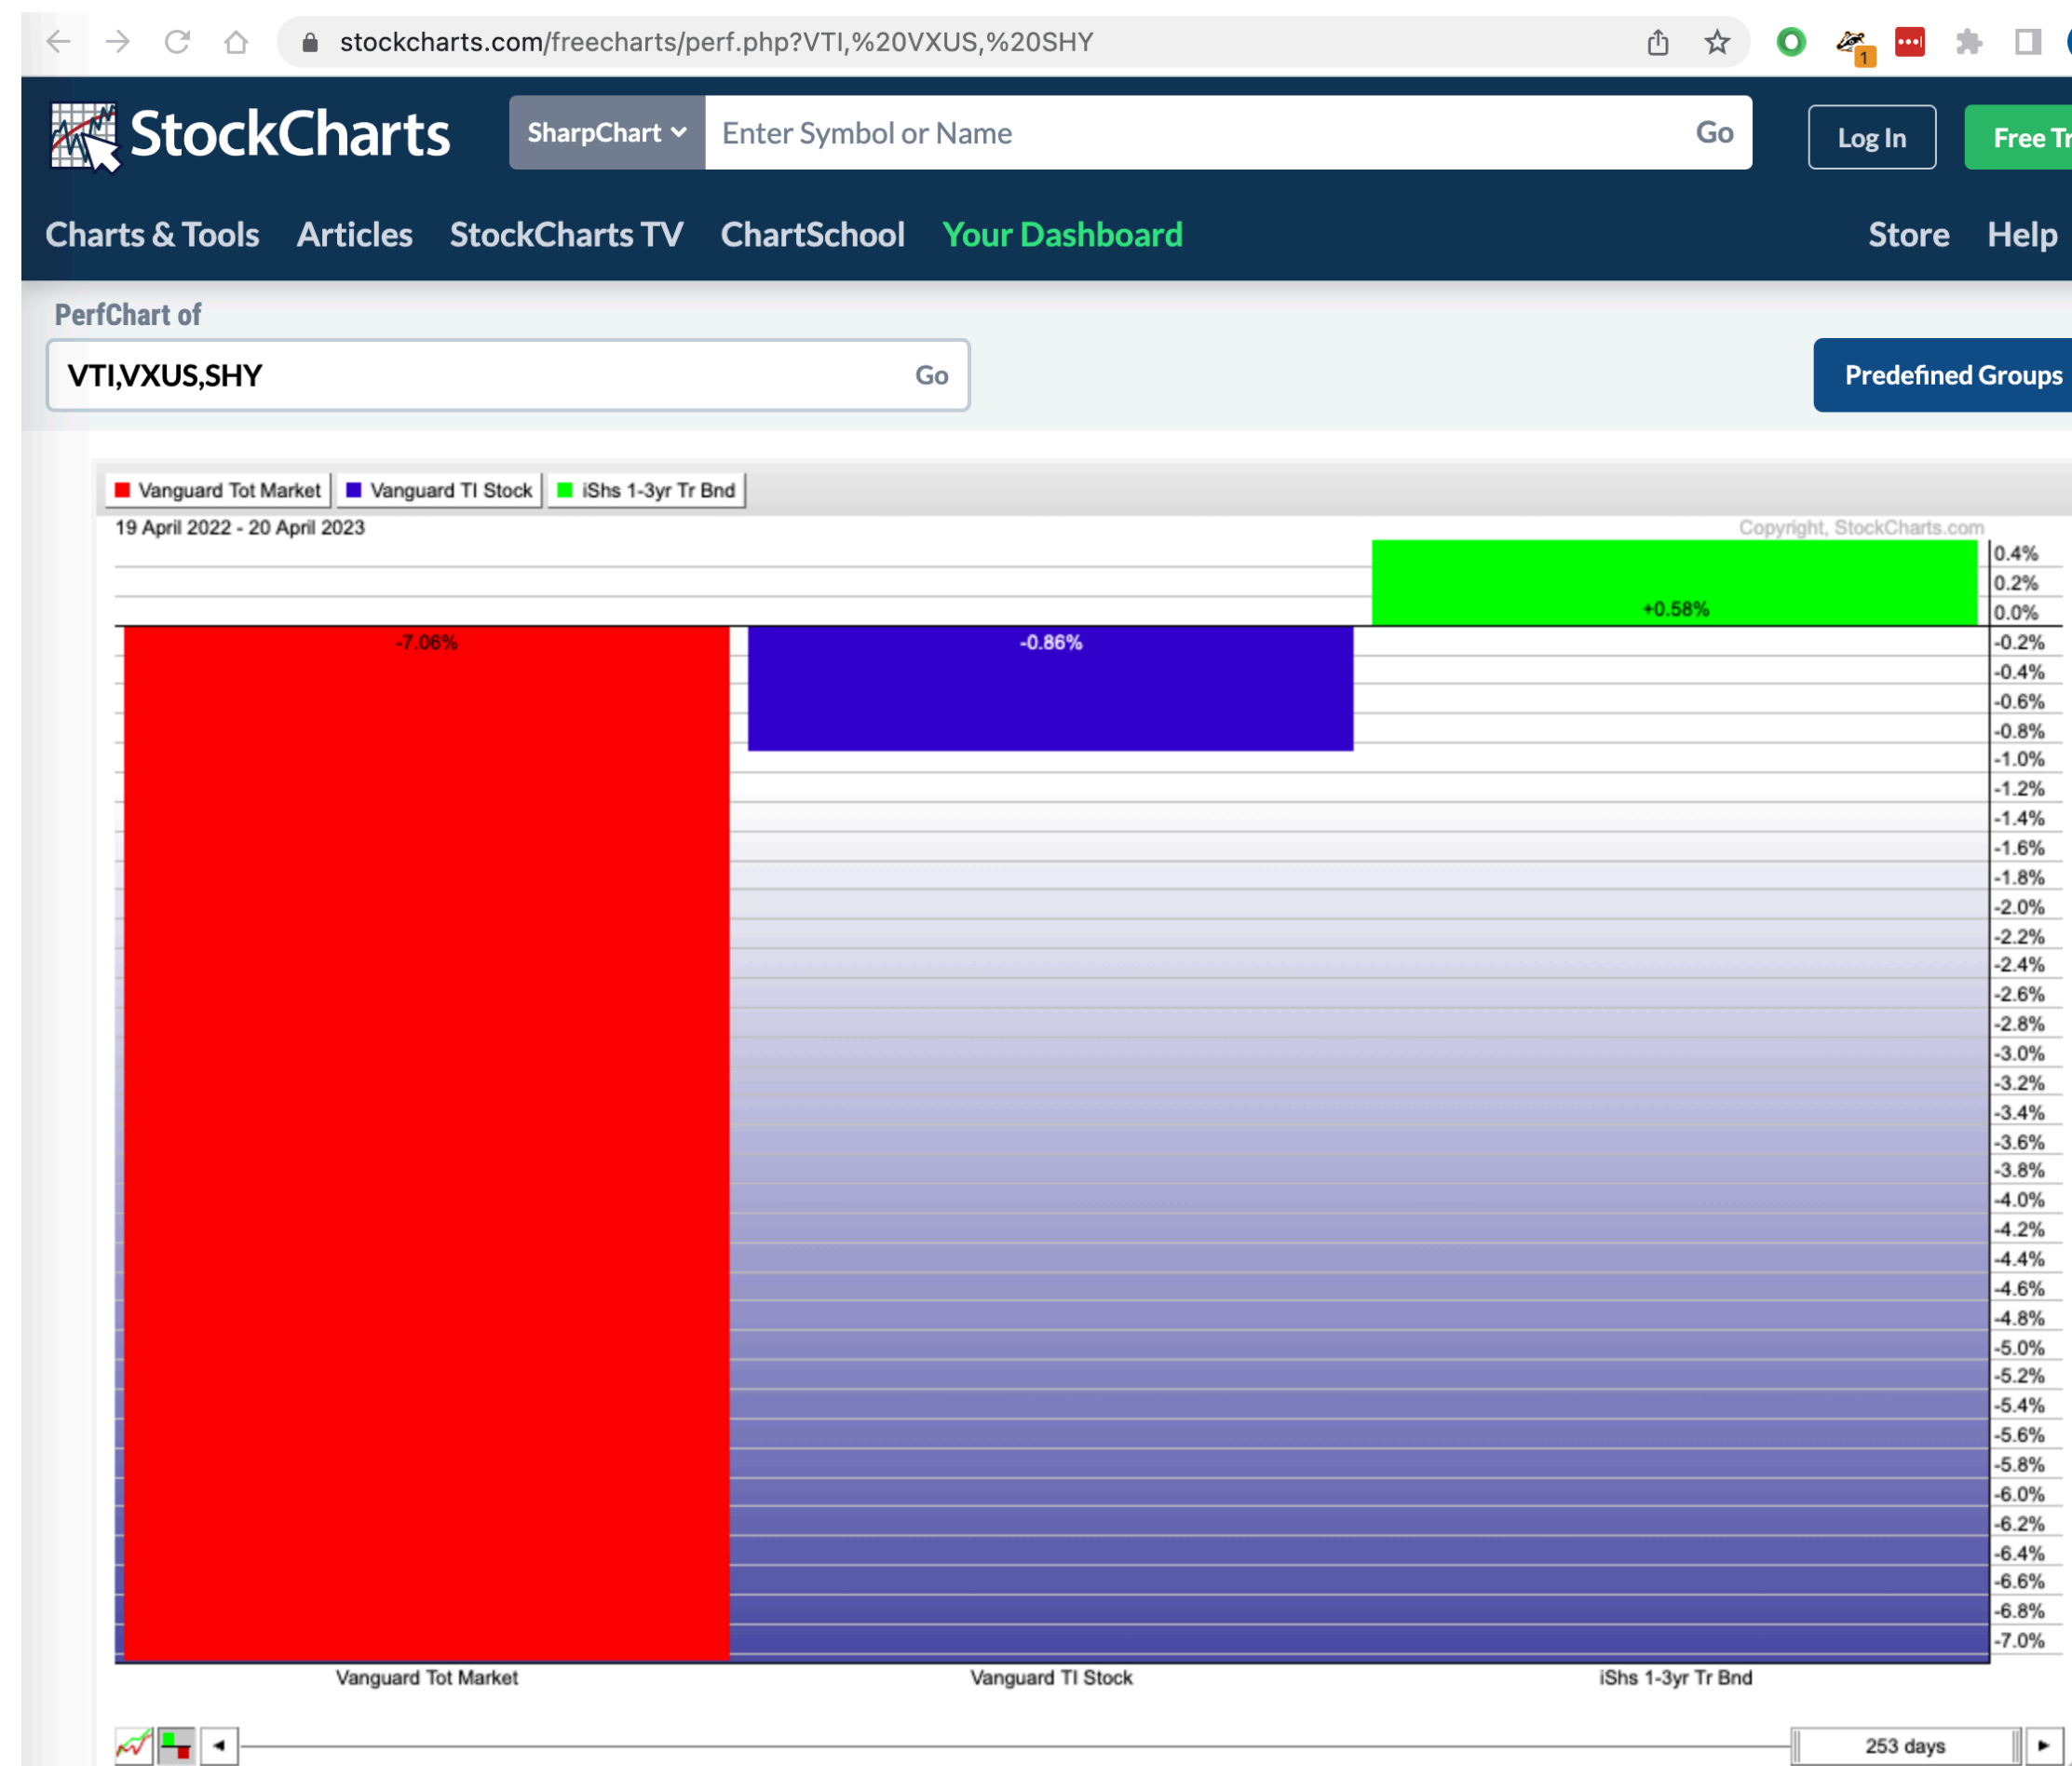 stockcharts.com/freecharts/perf.php?VTI,%20VXUS,%20SHY
1
StockCharts
SharpChart
Enter Symbol or Name
Go
Log In
Free Tr
Charts & Tools
Articles
StockCharts TV
ChartSchool
Your Dashboard
Store
Help
PerfChart of
VTI,VXUS,SHY
Go
Predefined Groups
Vanguard Tot Market
Vanguard TI Stock
iShs 1-3yr Tr Bnd
19 April 2022 - 20 April 2023
Copyright, StockCharts.com
-7.06%
-0.86%
+0.58%
0.4%
0.2%
0.0%
-0.2%
-0.4%
-0.6%
-0.8%
-1.0%
-1.2%
-1.4%
-1.6%
-1.8%
-2.0%
-2.2%
-2.4%
-2.6%
-2.8%
-3.0%
-3.2%
-3.4%
-3.6%
-3.8%
-4.0%
-4.2%
-4.4%
-4.6%
-4.8%
-5.0%
-5.2%
-5.4%
-5.6%
-5.8%
-6.0%
-6.2%
-6.4%
-6.6%
-6.8%
-7.0%
Vanguard Tot Market
Vanguard TI Stock
iShs 1-3yr Tr Bnd
253 days